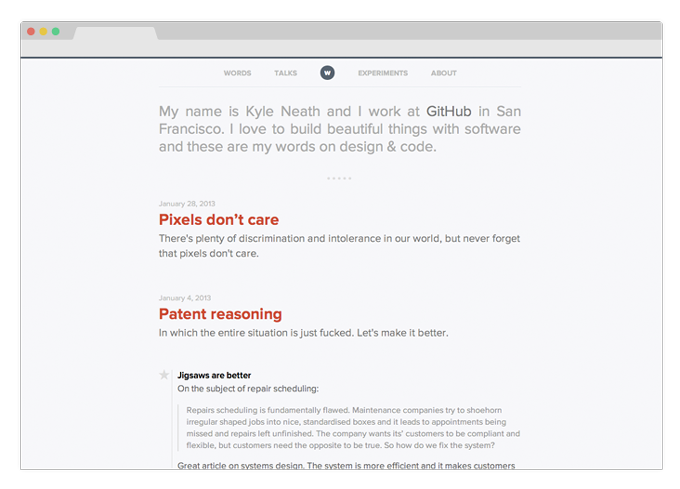 WORDS TALKS W EXPERIMENTS ABOUT
My name is Kyle Neath and I work at GitHub in San
Francisco. I love to build beautiful things with software
and these are my words on design & code.
January 28, 2013
Pixels don't care
There's plenty of discrimination and intolerance in our world, but never forget
that pixels don't care.
January 4, 2013
Patent reasoning
In which the entire situation is just fucked. Let's make it better.
Jigsaws are better
On the subject of repair scheduling:
Repairs scheduling is fundamentally flawed. Maintenance companies try to shoehorn
irregular shaped jobs into nice, standardised boxes and it leads to appointments being
missed and repairs left unfinished. The company wants its' customers to be compliant and
flexible, but customers need the opposite to be true. So how do we fix the system?
Great article on systems design. The system is more efficient and it makes customers